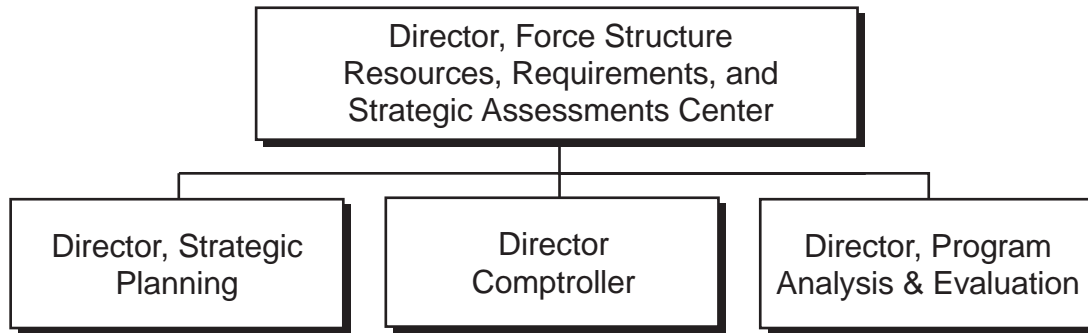 Director, Force Structure
Resources, Requirements, and
Strategic Assessments Center
Director, Strategic
Planning
Director
Comptroller
Director, Program
Analysis & Evaluation